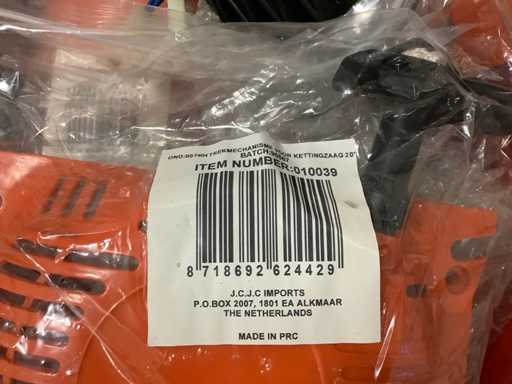 TREKMECHANISME VOOR KETTINGZAAG 20"
ITEM NUMBER:010039
8 718692 624429
J.C.J.C IMPORTS
P.O.BOX 2007, 1801 EA ALKMAAR
THE NETHERLANDS
MADE IN PRC